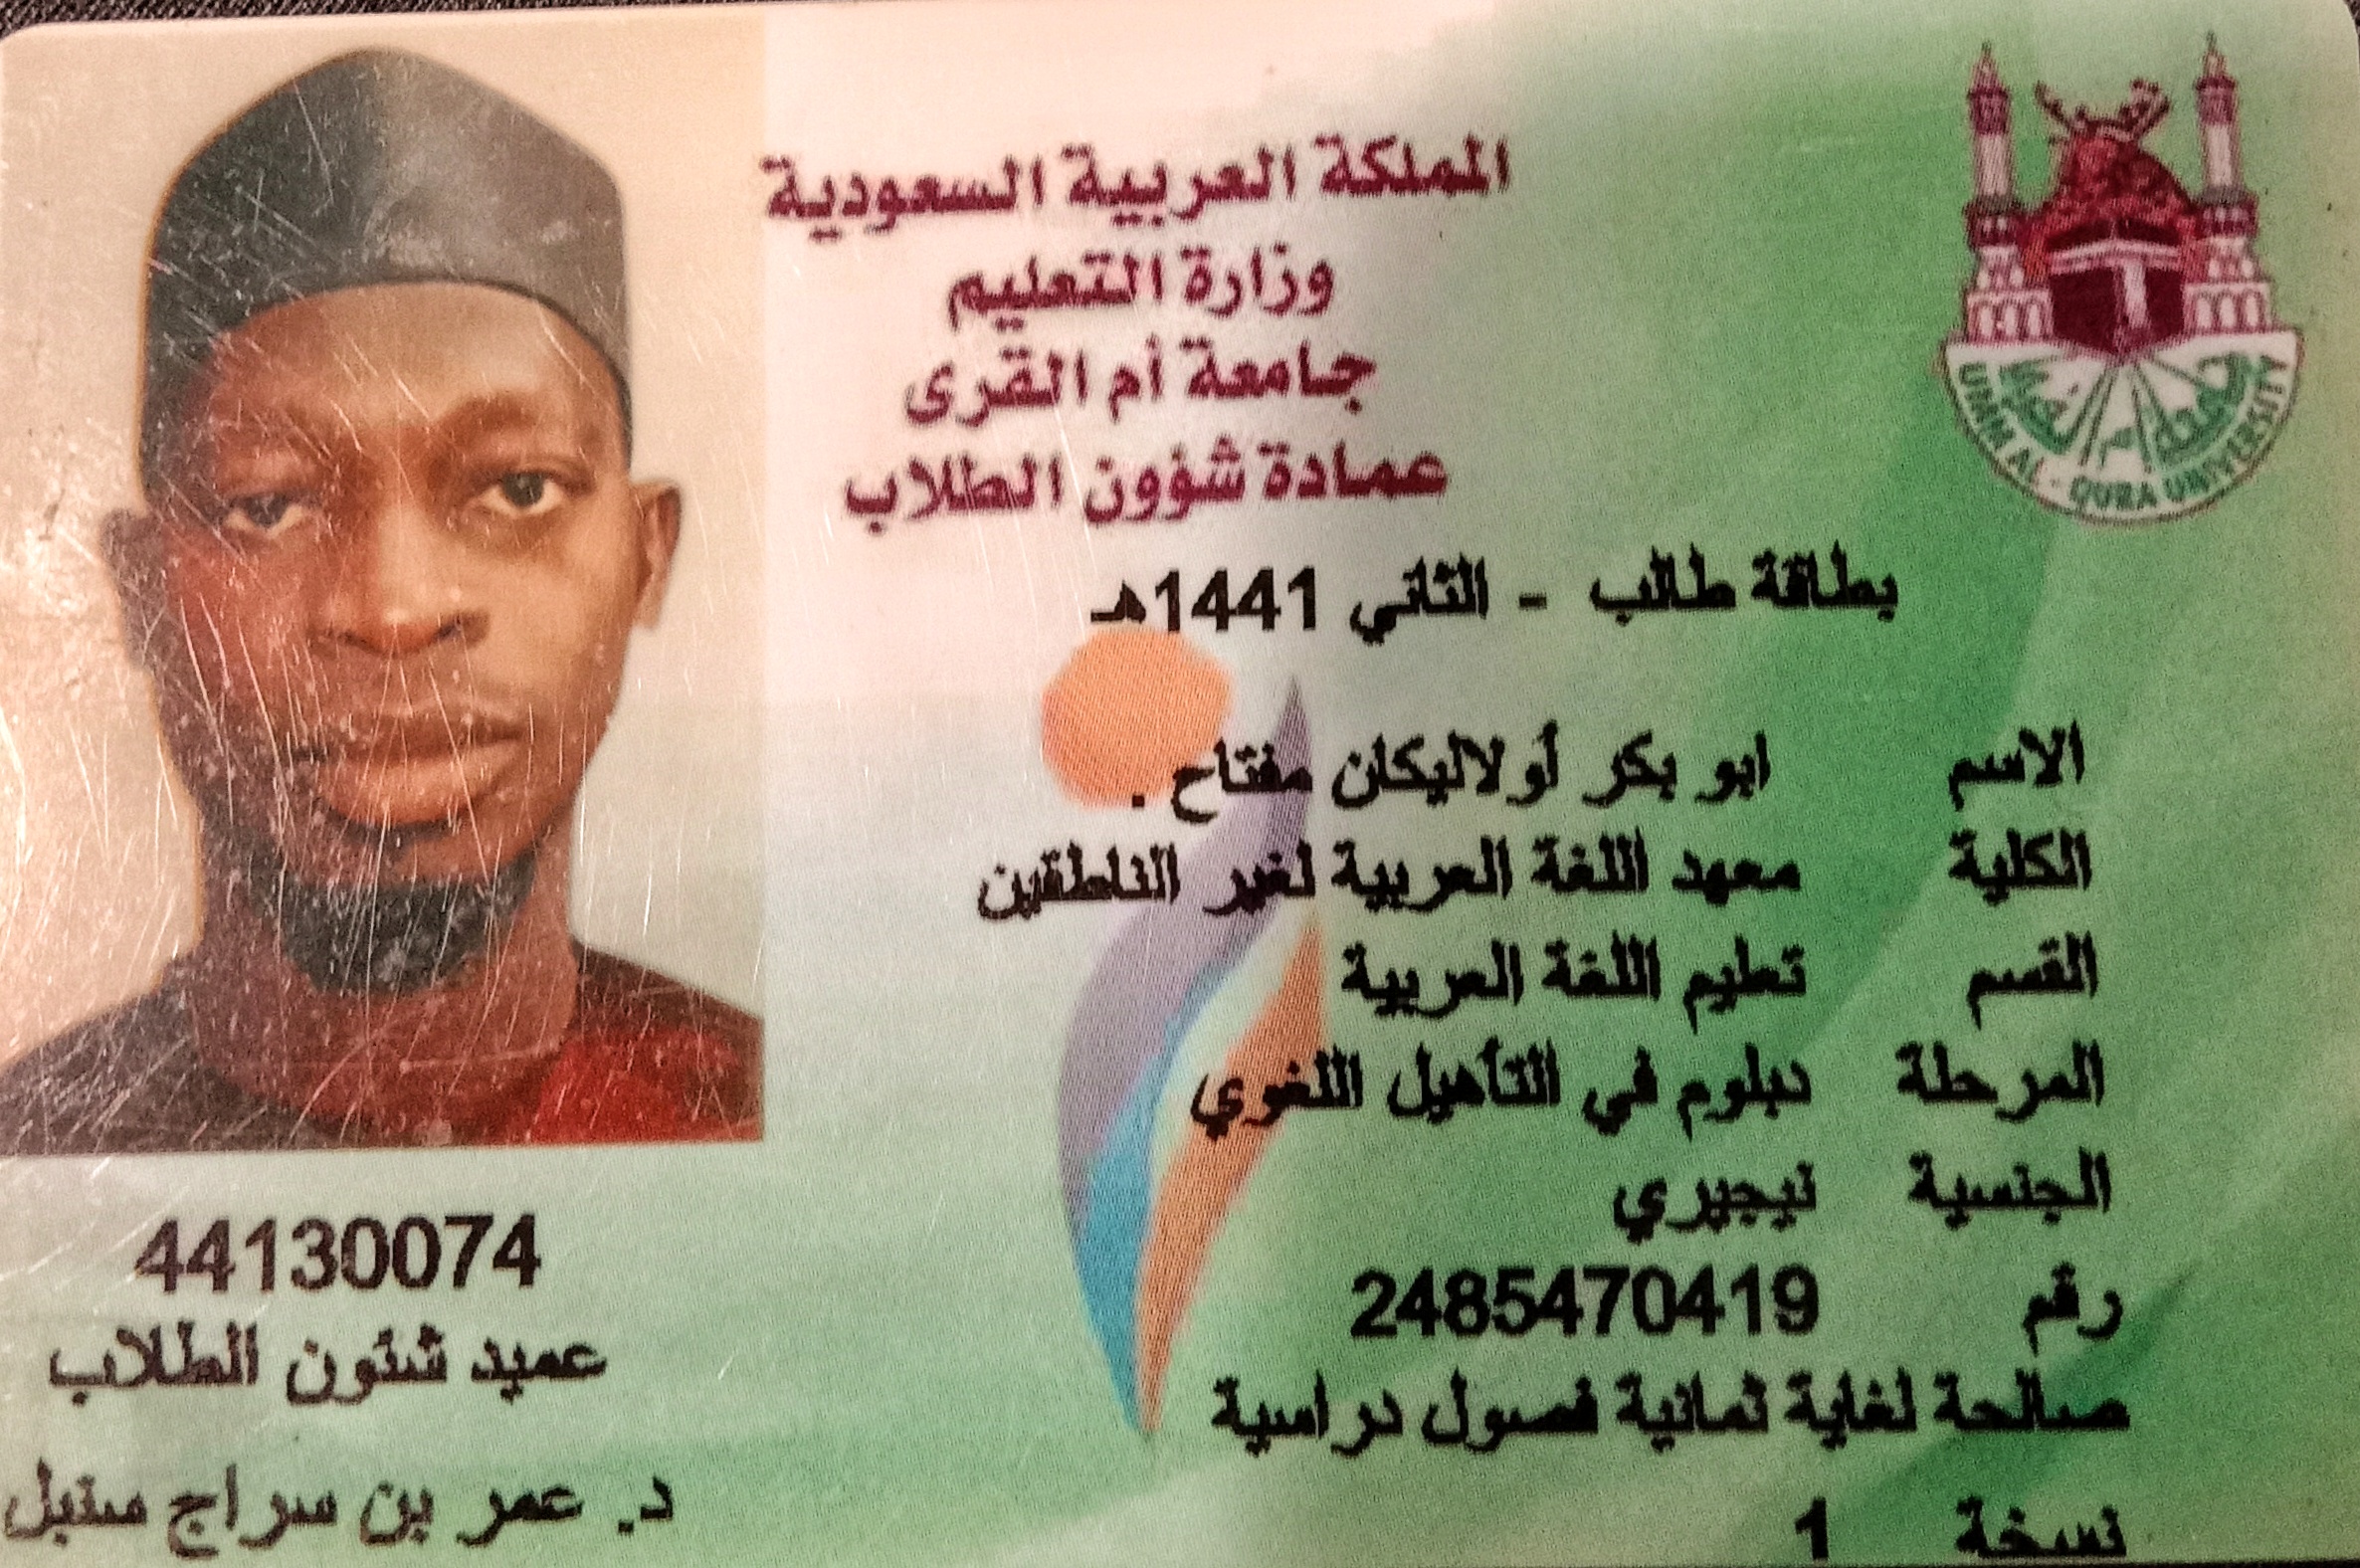 المملكة العربية السعودية
وزارة التعليم
جامعة أم القرى
عمادة شؤون الطلاب
جامعة أم القرى
UMM AL - QURA UNIVERSITY
بطاقة طالب - الثاني 1441هـ
الاسم ابو بكر أولاليكان مفتاح .
الكلية معهد اللغة العربية لغير الناطقين
القسم تعليم اللغة العربية
المرحلة دبلوم في التأهيل اللغوي
الجنسية نيجيري
رقم 2485470419
صالحة لغاية ثمانية فصول دراسية
نسخة 1
44130074
عميد شئون الطلاب
د. عمر بن سراج سنبل